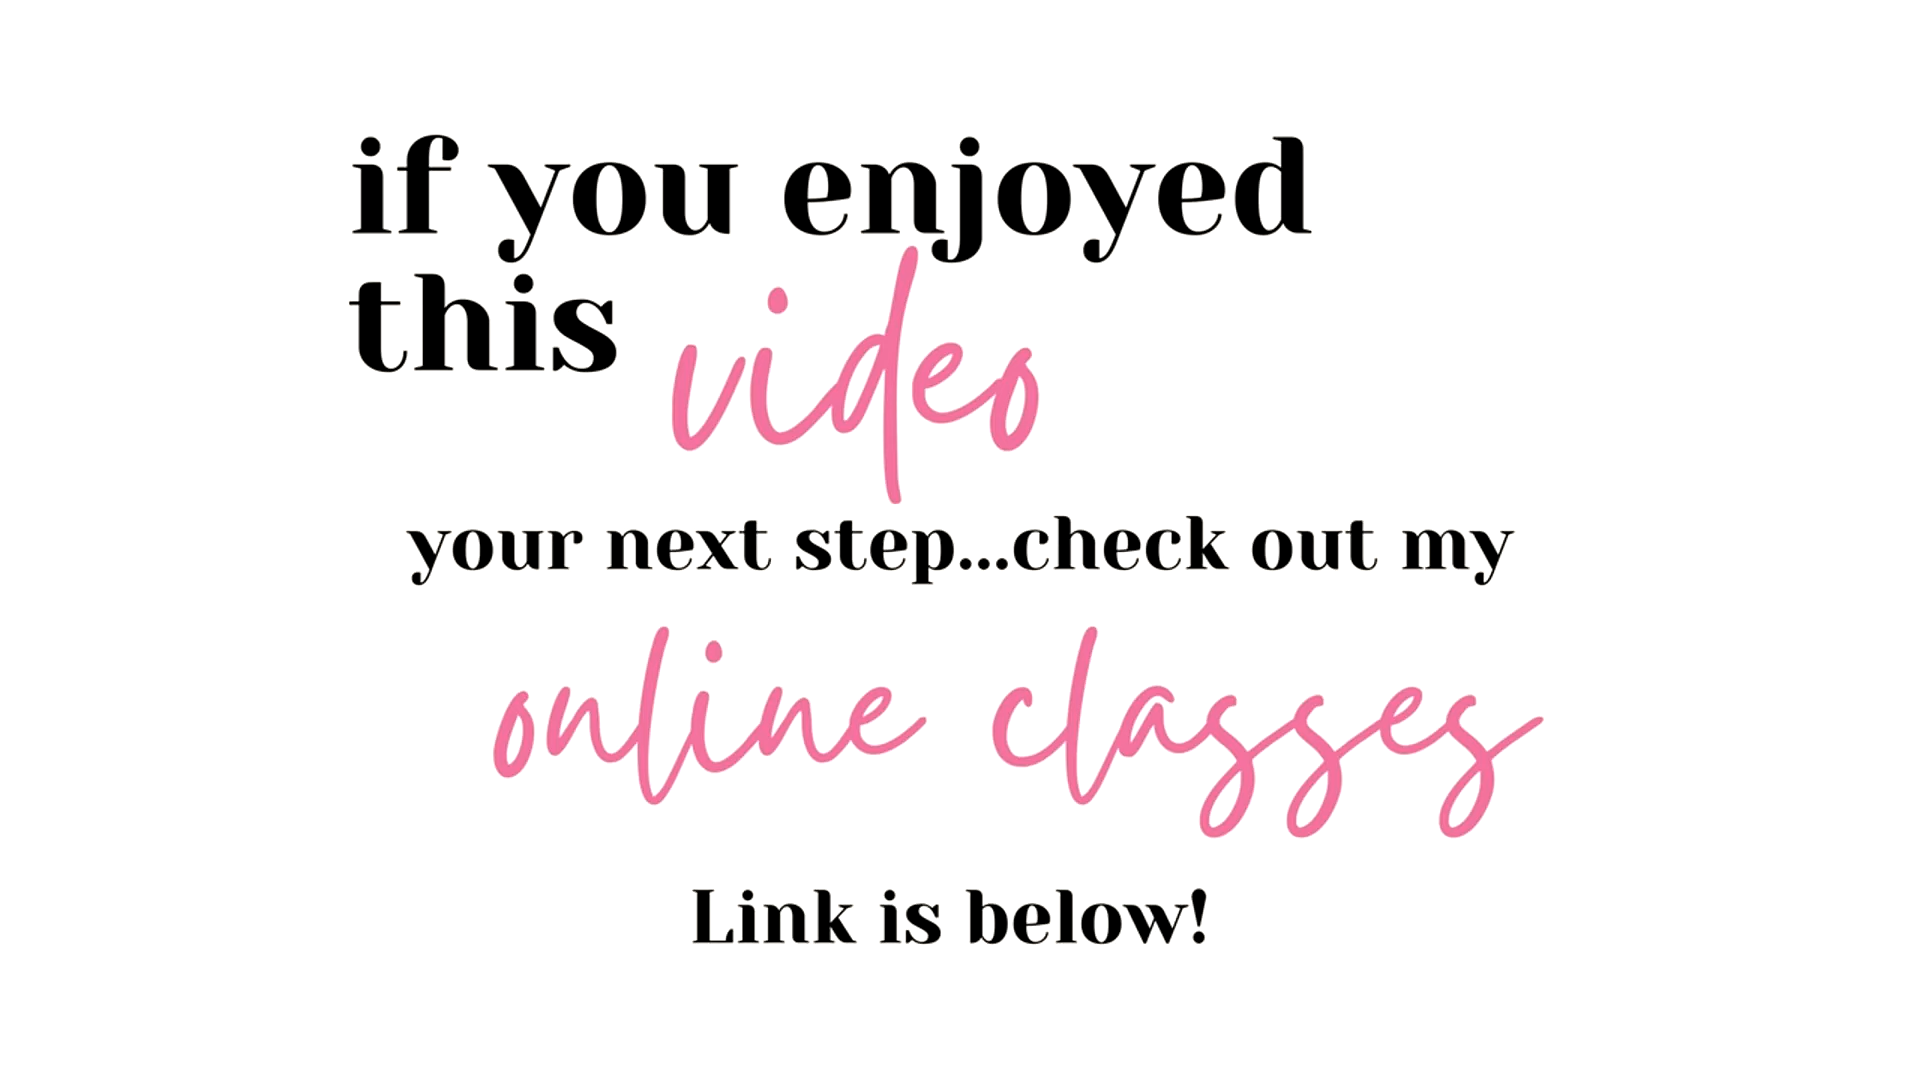 if you enjoyed
this video
your next step...check out my
online classes
Link is below!